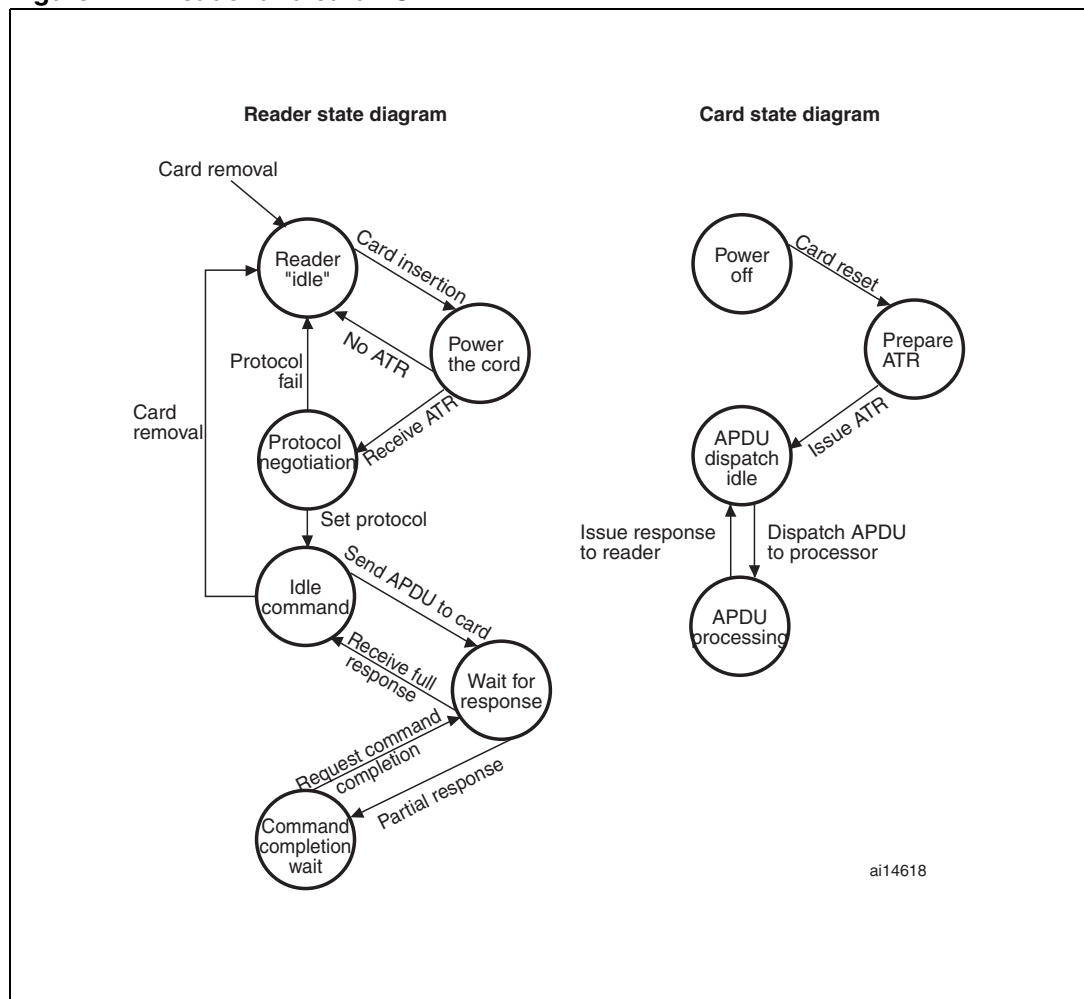 Reader state diagram
Card removal
Reader
"idle"
Card insertion
Power
the cord
No ATR
Protocol
fail
Receive ATR
Card
removal
Protocol
negotiation
Set protocol
Idle
command
Send APDU to card
Receive full
response
Wait for
response
Request command
completion
Partial response
Command
completion
wait
Card state diagram
Power
off
Card reset
Prepare
ATR
Issue ATR
APDU
dispatch
idle
Issue response
to reader
Dispatch APDU
to processor
APDU
processing
ai14618